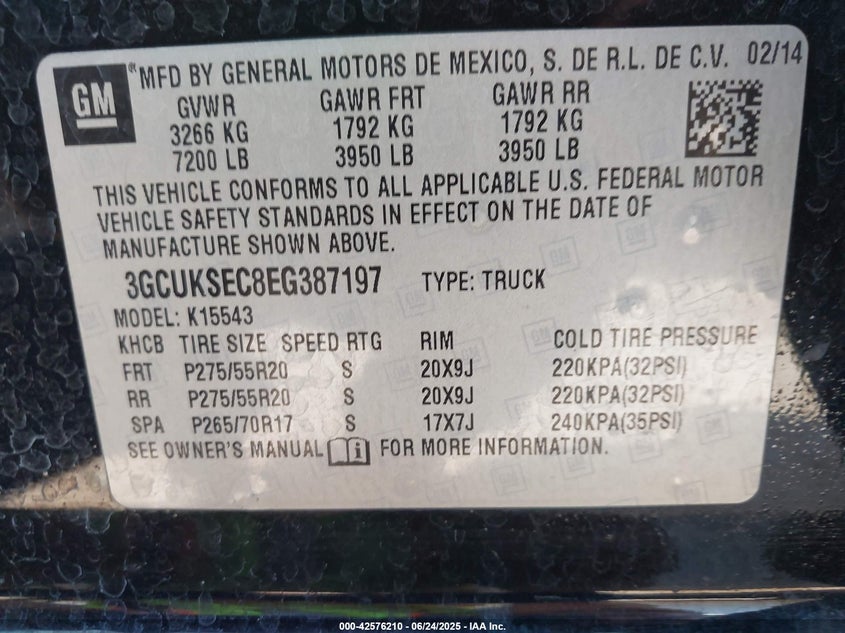 GM ® MFD BY GENERAL MOTORS DE MEXICO, S. DE R.L. DE C.V. 02/14
GVWR GAWR FRT GAWR RR
3266 KG 1792 KG 1792 KG
7200 LB 3950 LB 3950 LB
THIS VEHICLE CONFORMS TO ALL APPLICABLE U.S. FEDERAL MOTOR
VEHICLE SAFETY STANDARDS IN EFFECT ON THE DATE OF
MANUFACTURE SHOWN ABOVE.
3GCUKSEC8EG387197 TYPE: TRUCK
MODEL: K15543
KHCB TIRE SIZE SPEED RTG RIM COLD TIRE PRESSURE
FRT P275/55R20 S 20X9J 220KPA(32PSI)
RR P275/55R20 S 20X9J 220KPA(32PSI)
SPA P265/70R17 S 17X7J 240KPA(35PSI)
SEE OWNER'S MANUAL i FOR MORE INFORMATION.
000-42576210 - 06/24/2025 - IAA Inc.